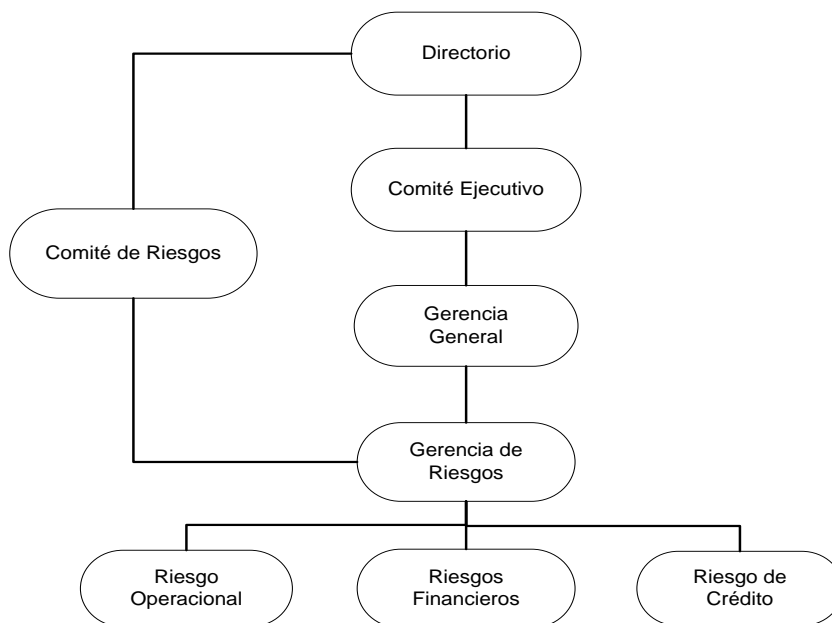 Directorio
Comité Ejecutivo
Comité de Riesgos
Gerencia
General
Gerencia de
Riesgos
Riesgo
Operacional
Riesgos
Financieros
Riesgo de
Crédito